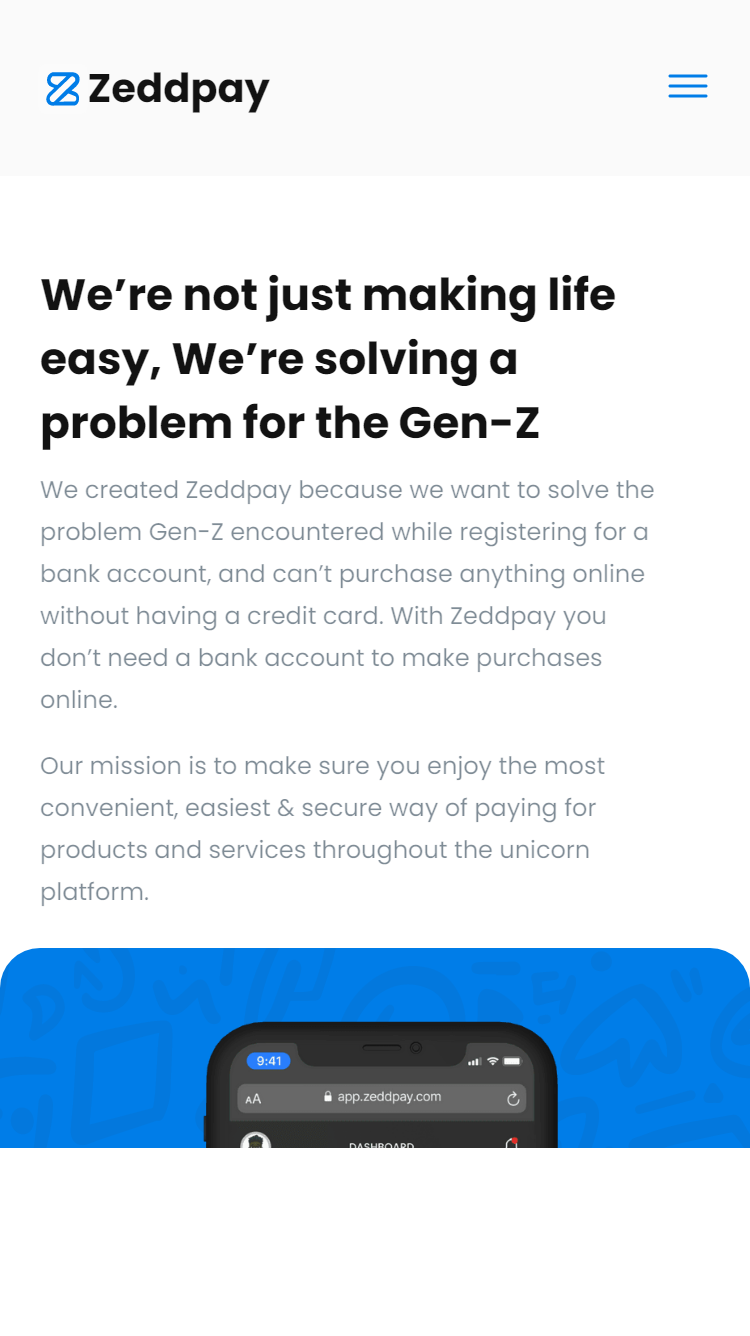 Zeddpay
We’re not just making life
easy, We’re solving a
problem for the Gen-Z
We created Zeddpay because we want to solve the
problem Gen-Z encountered while registering for a
bank account, and can’t purchase anything online
without having a credit card. With Zeddpay you
don’t need a bank account to make purchases
online.
Our mission is to make sure you enjoy the most
convenient, easiest & secure way of paying for
products and services throughout the unicorn
platform.
9:41
AA app.zeddpay.com
DASHBOARD